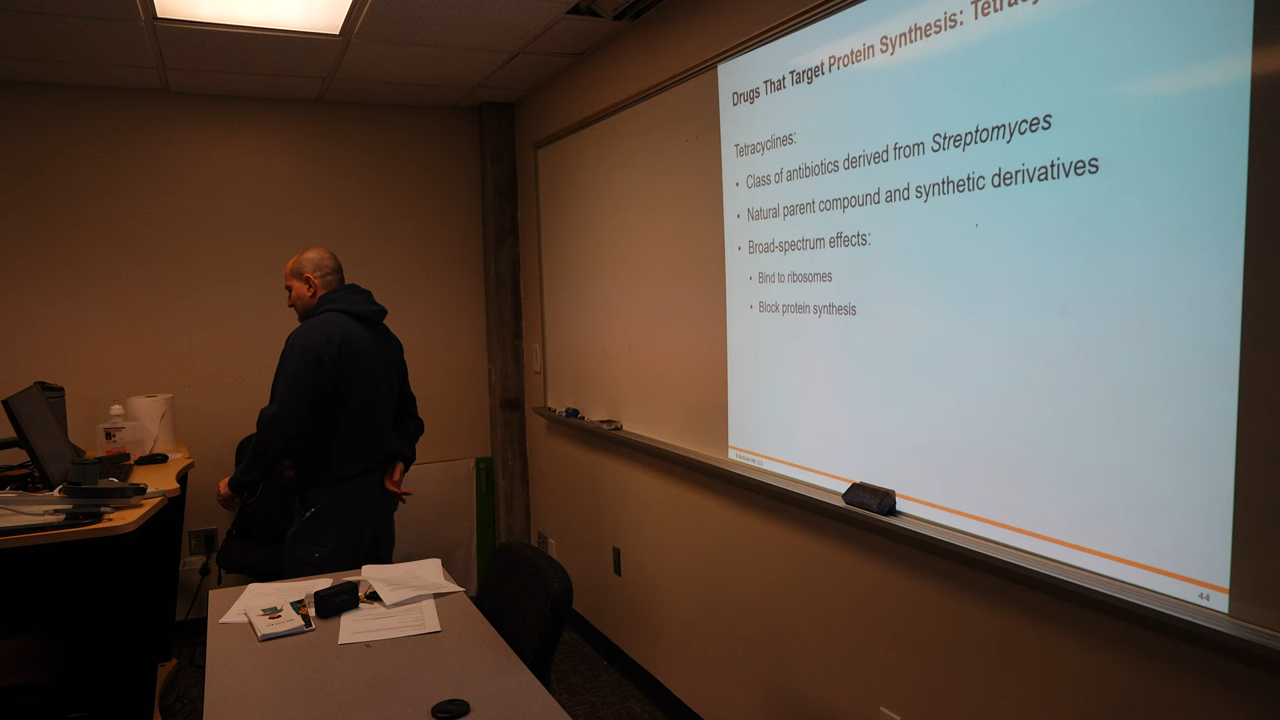 Drugs That Target Protein Synthesis: Tetracy
Tetracyclines:
• Class of antibiotics derived from Streptomyces
• Natural parent compound and synthetic derivatives
• Broad-spectrum effects:
• Bind to ribosomes
• Block protein synthesis
44